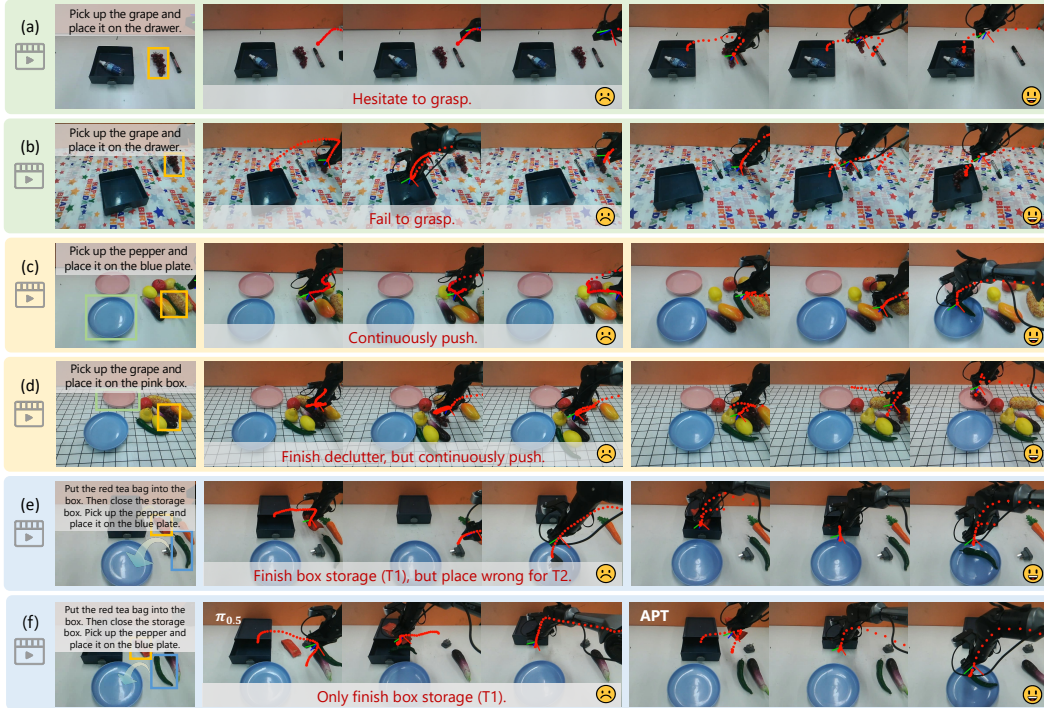 (a)
Pick up the grape and
place it on the drawer.
Hesitate to grasp.
(b)
Pick up the grape and
place it on the drawer.
Fail to grasp.
(c)
Pick up the pepper and
place it on the blue plate.
Continuously push.
(d)
Pick up the grape and
place it on the pink box.
Finish declutter, but continuously push.
(e)
Put the red tea bag into the
box. Then close the storage
box. Pick up the pepper and
place it on the blue plate.
Finish box storage (T1), but place wrong for T2.
(f)
Put the red tea bag into the
box. Then close the storage
box. Pick up the pepper and
place it on the blue plate.
π0.5
Only finish box storage (T1).
APT